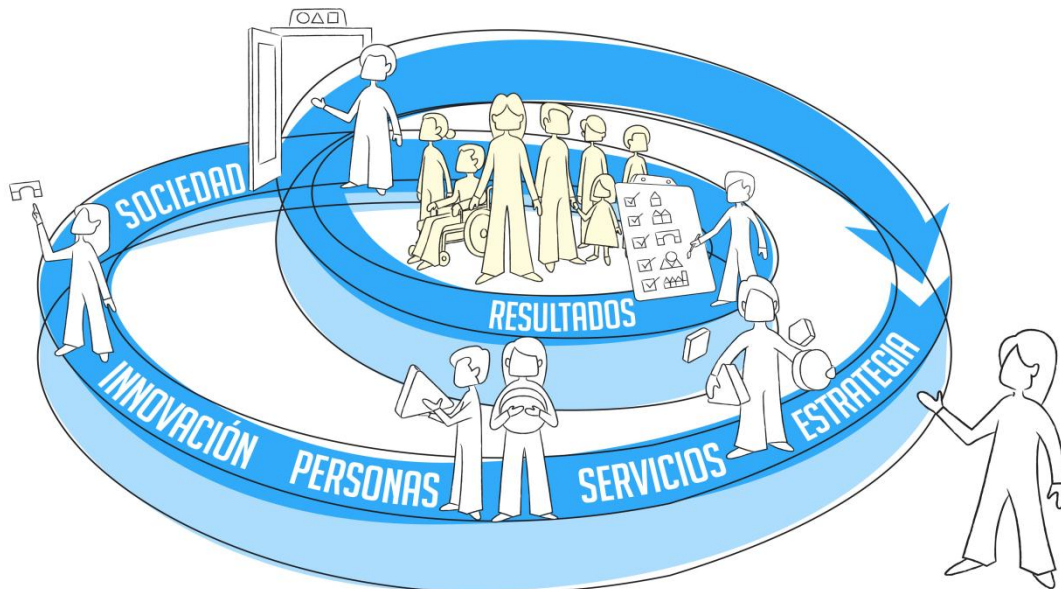 SOCIEDAD
RESULTADOS
ESTRATEGIA
INNOVACIÓN
PERSONAS
SERVICIOS